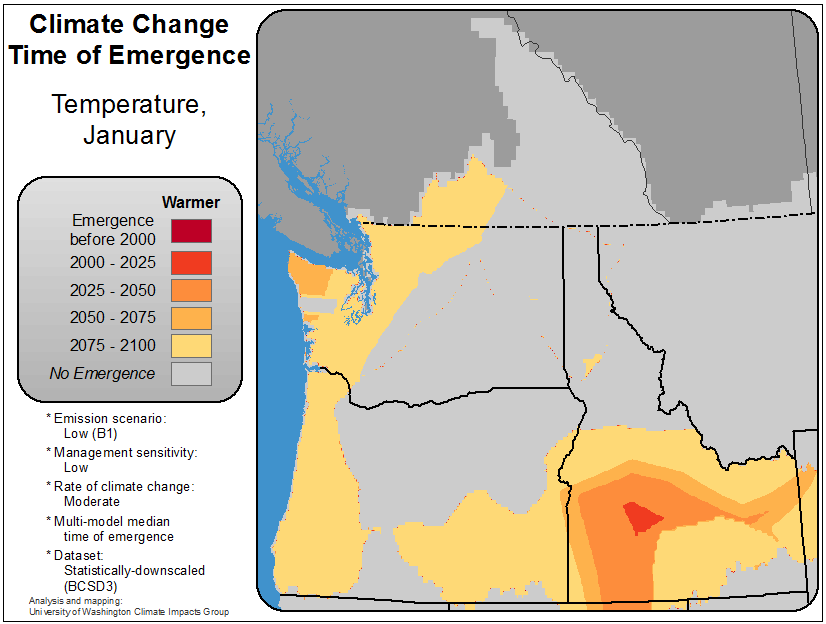 Climate Change
Time of Emergence
Temperature,
January
Warmer
Emergence
before 2000
2000 - 2025
2025 - 2050
2050 - 2075
2075 - 2100
No Emergence
* Emission scenario:
Low (B1)
* Management sensitivity:
Low
* Rate of climate change:
Moderate
* Multi-model median
time of emergence
* Dataset:
Statistically-downscaled
(BCSD3)
Analysis and mapping:
University of Washington Climate Impacts Group